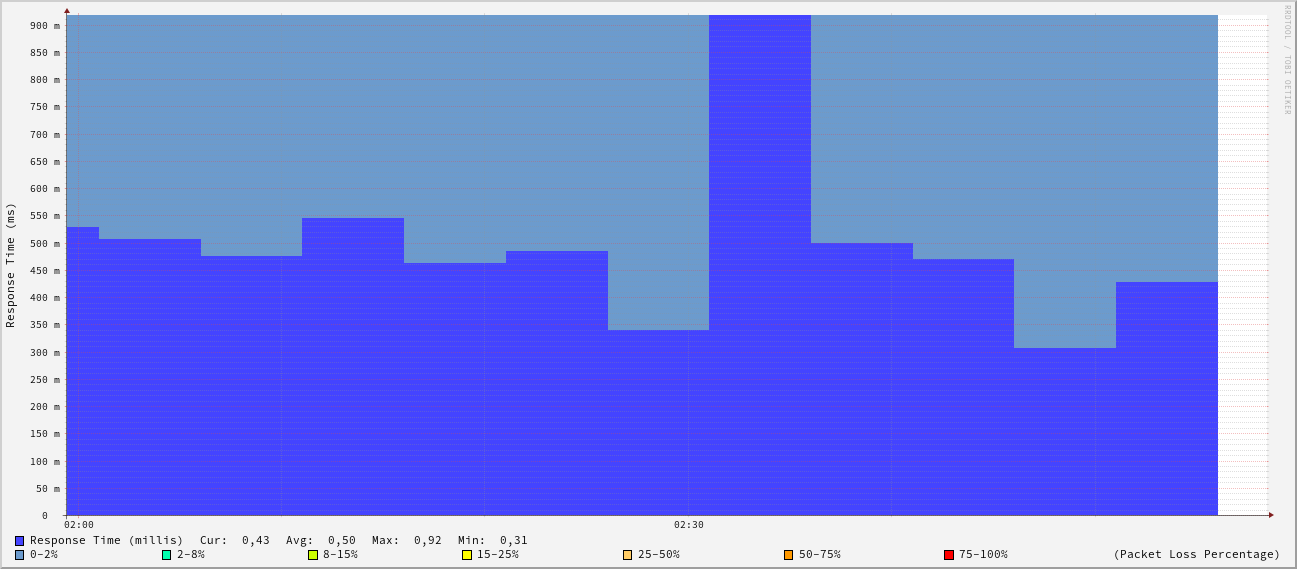 RRDTOOL / TOBI OETIKER
Response Time (ms)
900 m
850 m
800 m
750 m
700 m
650 m
600 m
550 m
500 m
450 m
400 m
350 m
300 m
250 m
200 m
150 m
100 m
50 m
0
02:00 02:30
Response Time (millis) Cur: 0,43 Avg: 0,50 Max: 0,92 Min: 0,31
0-2% 2-8% 8-15% 15-25% 25-50% 50-75% 75-100% (Packet Loss Percentage)